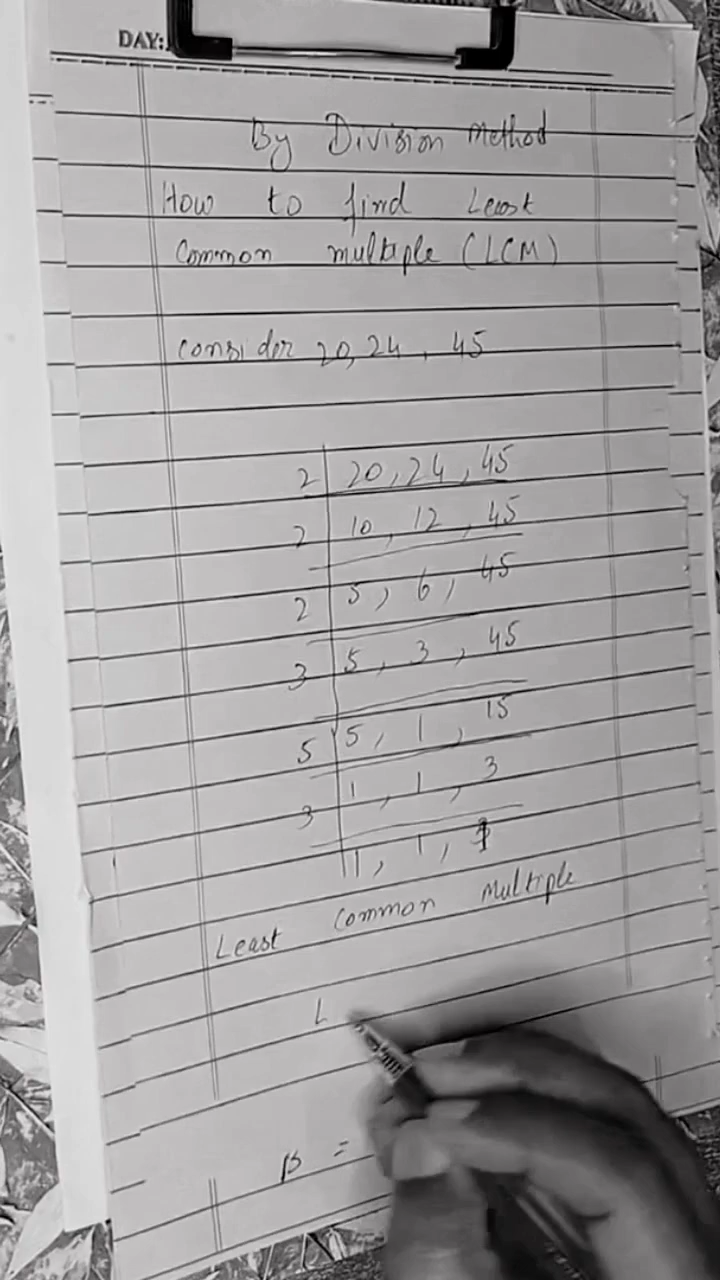 DAY:
By Division Method
How to find Least
Common multiple (LCM)
consider 20, 24, 45
2 | 20, 24, 45
2 | 10, 12, 45
2 | 5, 6, 45
3 | 5, 3, 45
5 | 5, 1, 15
3 | 1, 1, 3
1, 1, 1
Least Common Multiple
L
=